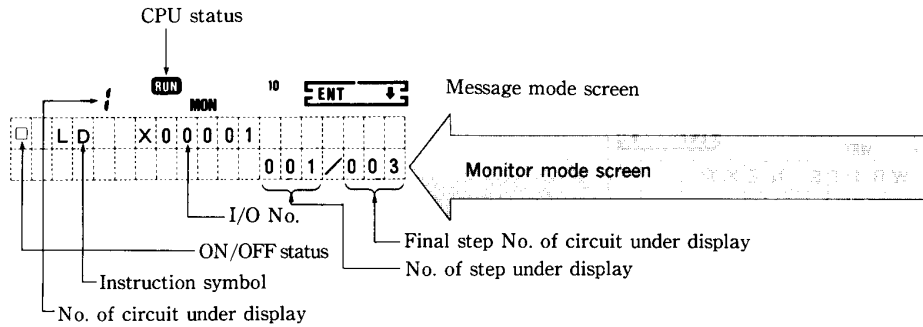 CPU status
RUN
10
ENT
1
MON
Message mode screen
LD X00001
001/003
Monitor mode screen
I/O No.
Final step No. of circuit under display
ON/OFF status
No. of step under display
Instruction symbol
No. of circuit under display